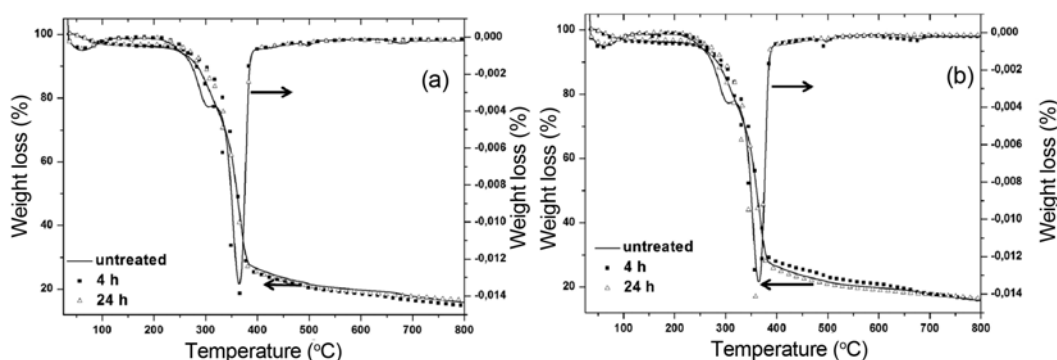 (a)
Weight loss (%)
100
80
60
40
20
0,000
-0,002
-0,004
-0,006
-0,008
-0,010
-0,012
-0,014
Weight loss (%)
untreated
4 h
24 h
100 200 300 400 500 600 700 800
Temperature (°C)
(b)
Weight loss (%)
100
80
60
40
20
0,000
-0,002
-0,004
-0,006
-0,008
-0,010
-0,012
-0,014
Weight loss (%)
untreated
4 h
24 h
100 200 300 400 500 600 700 800
Temperature (°C)